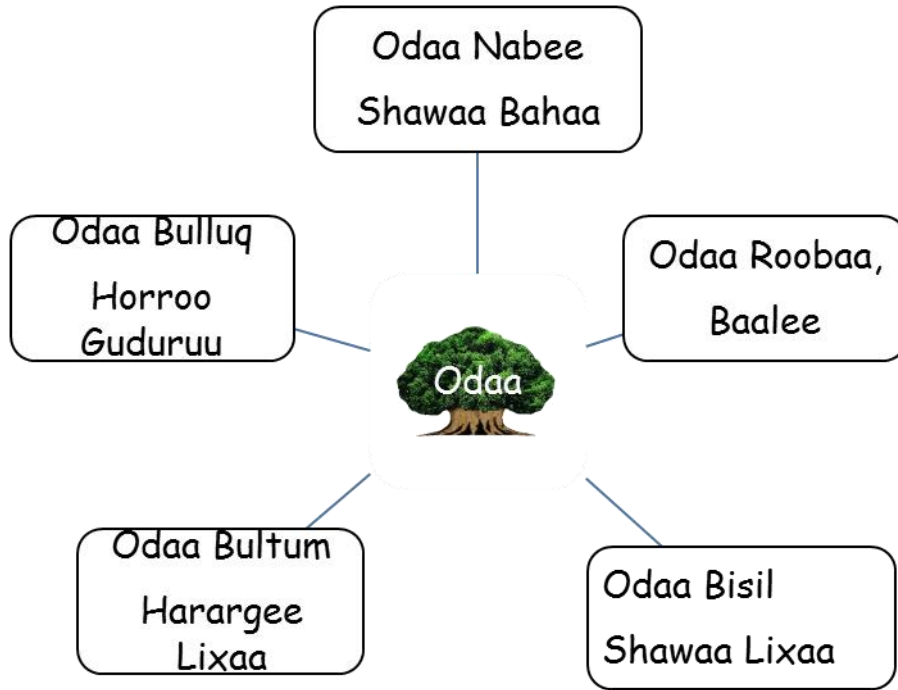 Odaa Nabee
Shawaa Bahaa
Odaa Bulluq
Horroo
Guduruu
Odaa Roobaa,
Baalee
Odaa
Odaa Bultum
Harargee
Lixaa
Odaa Bisil
Shawaa Lixaa